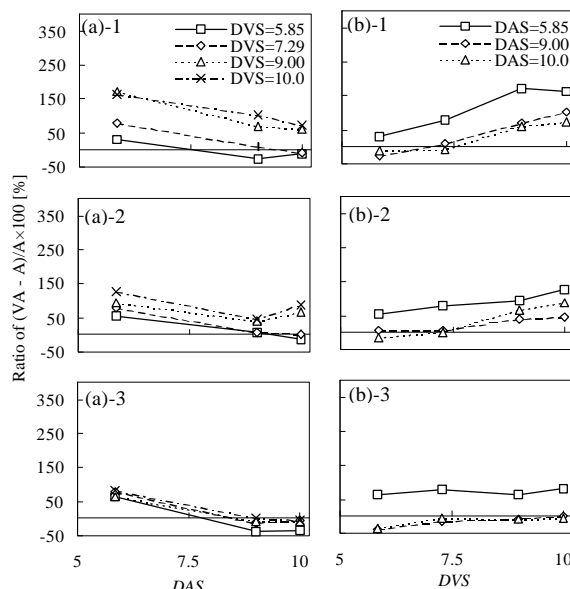 (a)-1
DVS=5.85
DVS=7.29
DVS=9.00
DVS=10.0
350
250
150
50
-50
(b)-1
DAS=5.85
DAS=9.00
DAS=10.0
(a)-2
350
250
150
50
-50
(b)-2
Ratio of (VA - A)/A×100 [%]
(a)-3
350
250
150
50
-50
(b)-3
5
7.5
10
DAS
5
7.5
10
DVS